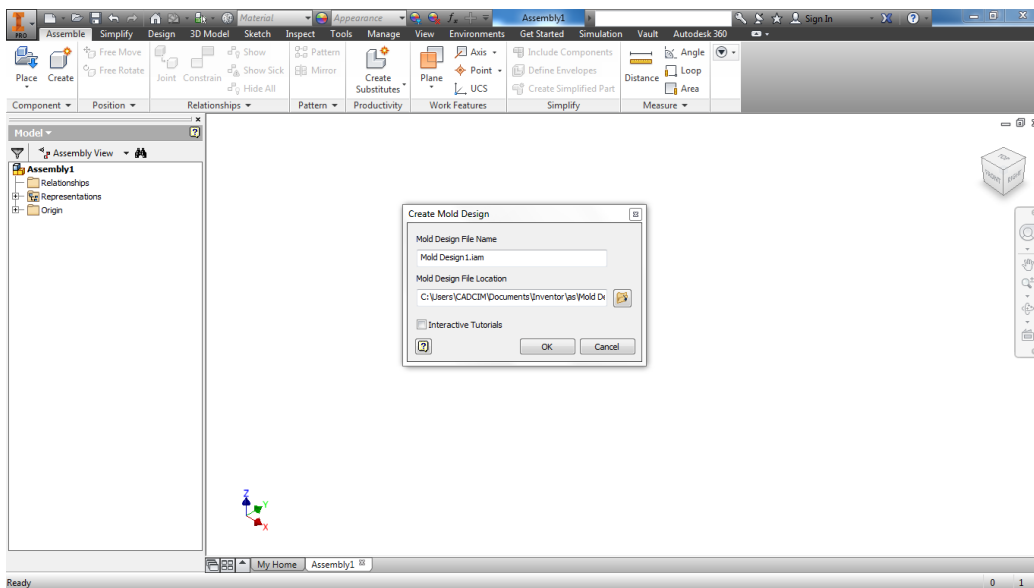 PRO
Material
Appearance
Assembly1
Sign In
Assemble Simplify Design 3D Model Sketch Inspect Tools Manage View Environments Get Started Simulation Vault Autodesk 360
Place
Create
Free Move
Free Rotate
Joint
Constrain
Show
Show Sick
Hide All
Pattern
Mirror
Create
Substitutes
Plane
Axis
Point
UCS
Include Components
Define Envelopes
Create Simplified Part
Distance
Angle
Loop
Area
Component Position Relationships Pattern Productivity Work Features Simplify Measure
Model
Assembly View
Assembly1
Relationships
Representations
Origin
TOP
FRONT
RIGHT
Create Mold Design
Mold Design File Name
Mold Design1.iam
Mold Design File Location
C:\Users\CADCIM\Documents\Inventor\as\Mold De
Interactive Tutorials
OK
Cancel
Z
Y
X
My Home
Assembly1
Ready
0 1